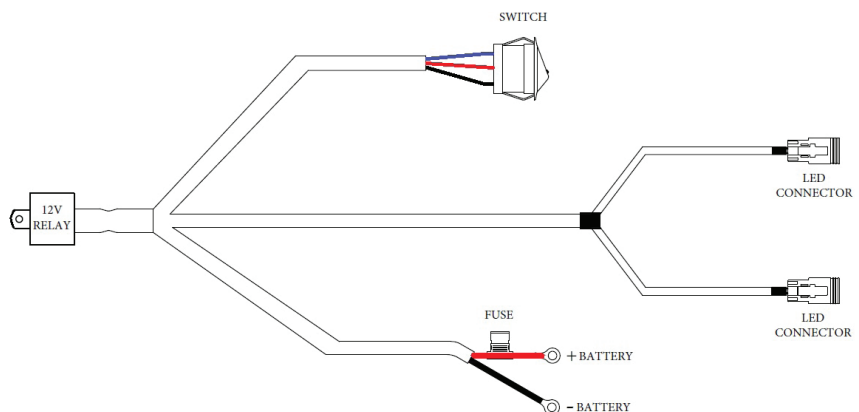 SWITCH
12V
RELAY
LED
CONNECTOR
LED
CONNECTOR
FUSE
+ BATTERY
- BATTERY